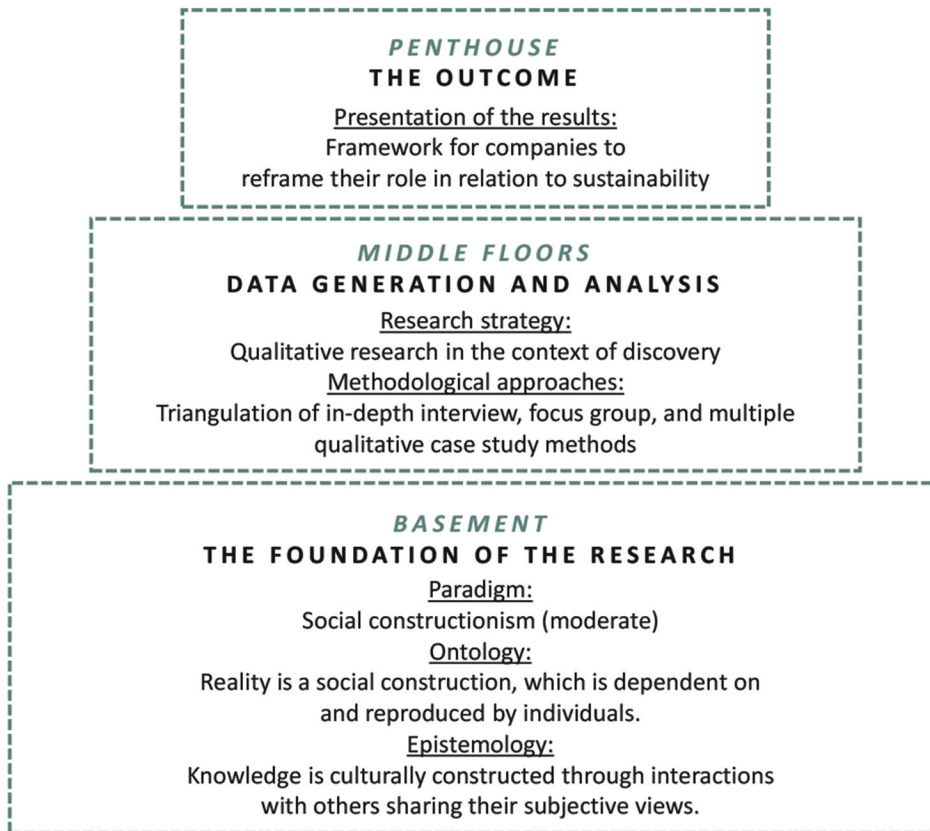 PENTHOUSE
THE OUTCOME
Presentation of the results:
Framework for companies to
reframe their role in relation to sustainability
MIDDLE FLOORS
DATA GENERATION AND ANALYSIS
Research strategy:
Qualitative research in the context of discovery
Methodological approaches:
Triangulation of in-depth interview, focus group, and multiple
qualitative case study methods
BASEMENT
THE FOUNDATION OF THE RESEARCH
Paradigm:
Social constructionism (moderate)
Ontology:
Reality is a social construction, which is dependent on
and reproduced by individuals.
Epistemology:
Knowledge is culturally constructed through interactions
with others sharing their subjective views.